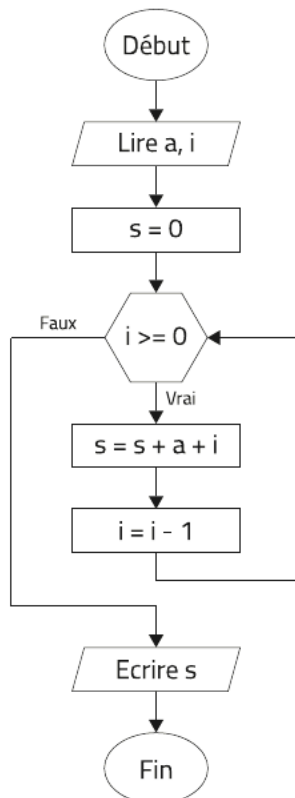 Début
Lire a, i
s = 0
Faux
i >= 0
Vrai
s = s + a + i
i = i - 1
Ecrire s
Fin